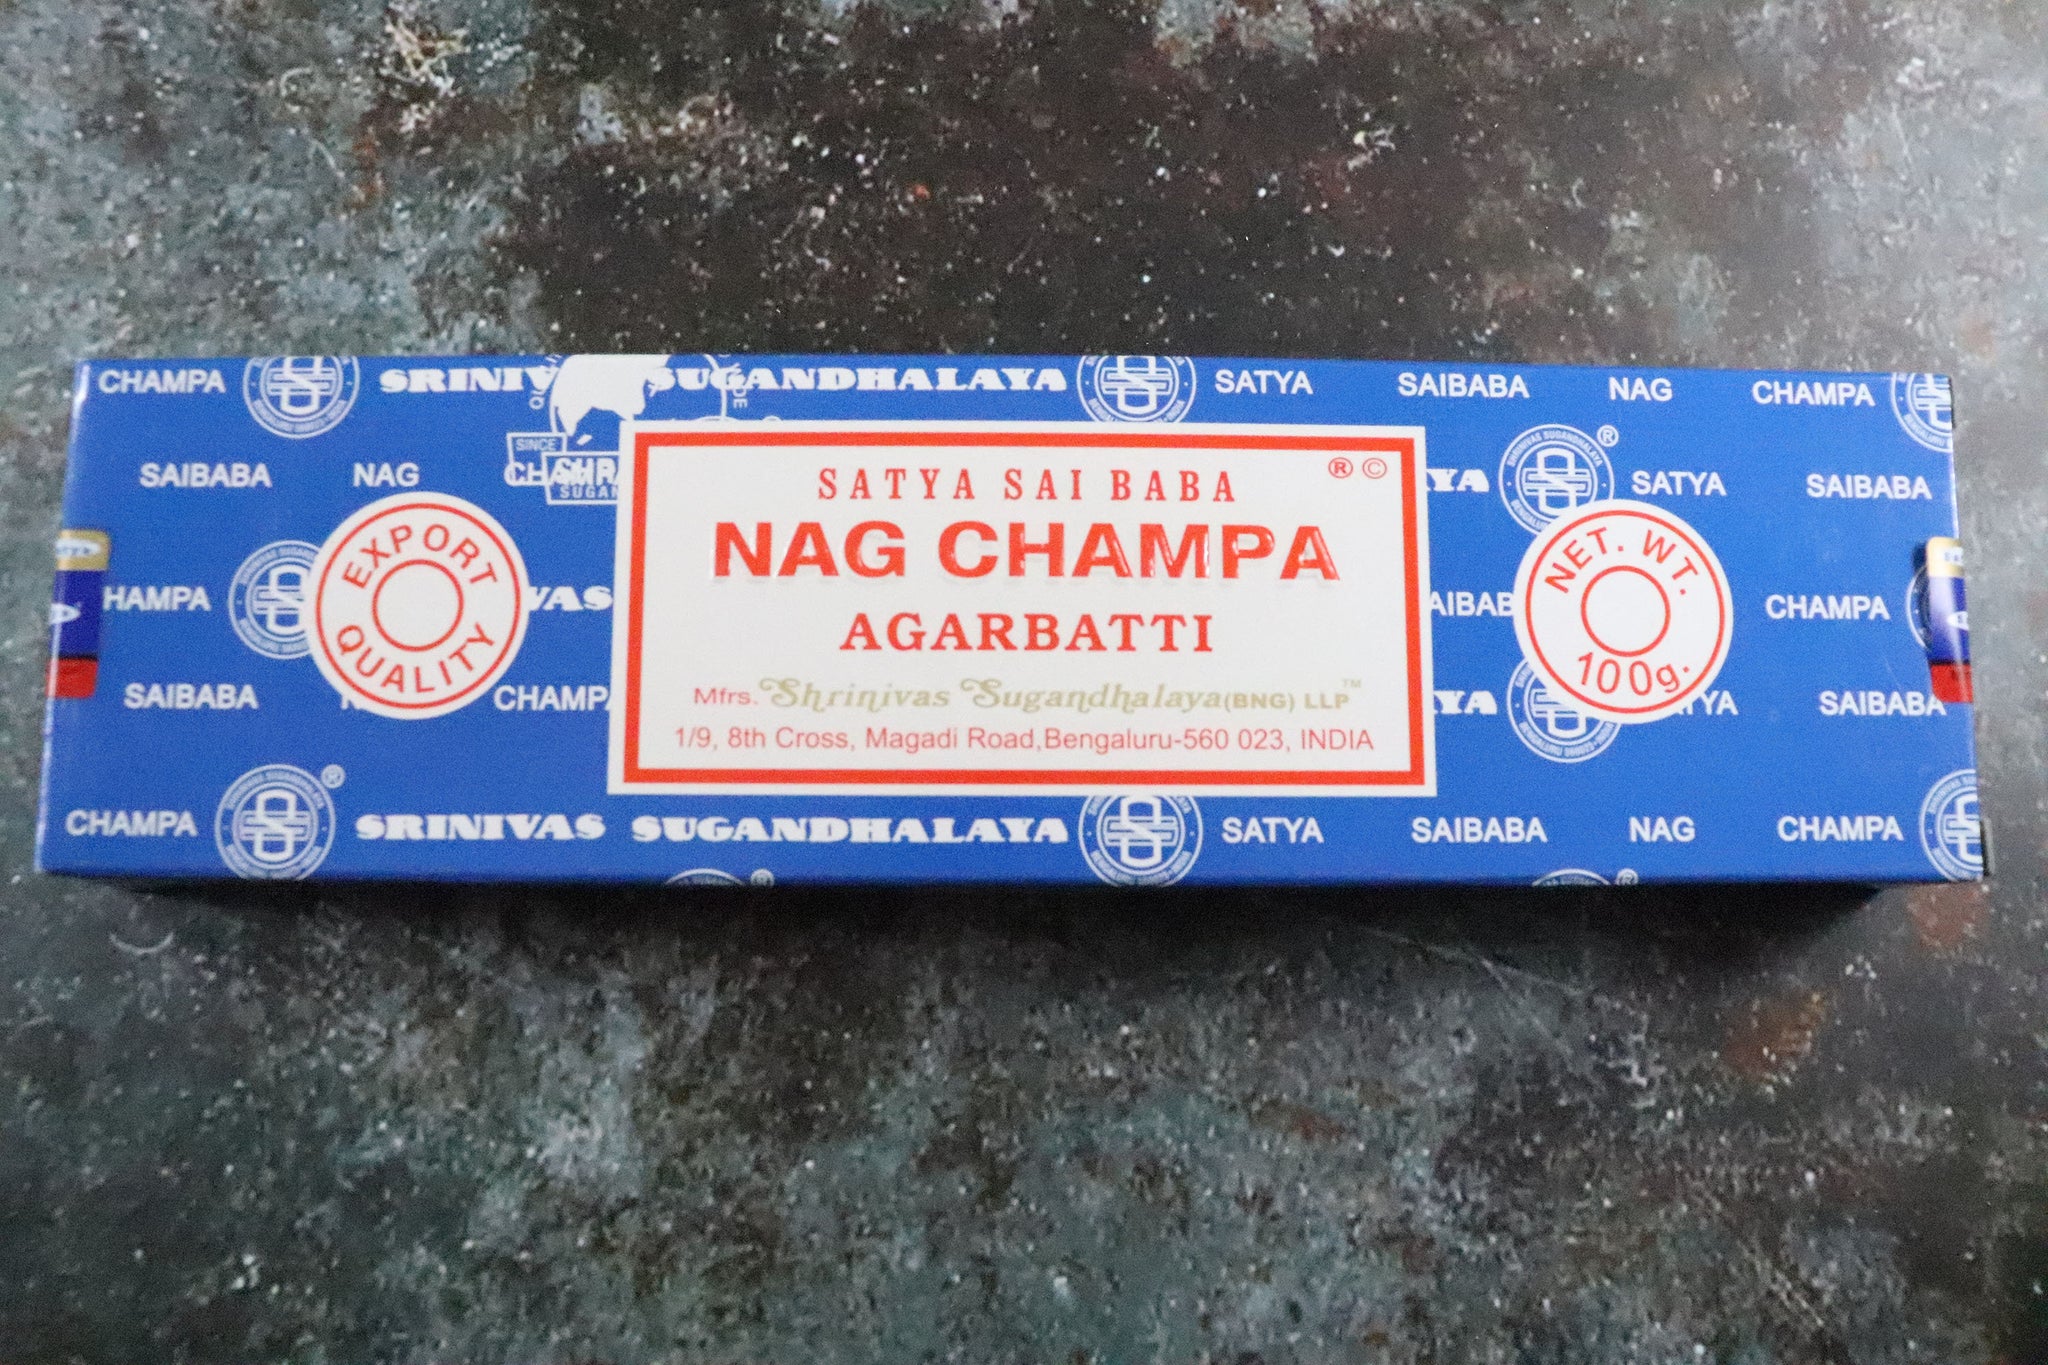 CHAMPA SRINIVAS SUGANDHALAYA SATYA SAIBABA NAG CHAMPA
SAIBABA NAG SATYA SAIBABA
SINCE
EXPORT QUALITY
SATYA SAI BABA ® ©
NAG CHAMPA
AGARBATTI
Mfrs. Shrinivas Sugandhalaya (BNG) LLP™
1/9, 8th Cross, Magadi Road, Bengaluru-560 023, INDIA
NET. WT. 100g.
CHAMPA
SAIBABA CHAMPA SAIBABA
CHAMPA SRINIVAS SUGANDHALAYA SATYA SAIBABA NAG CHAMPA